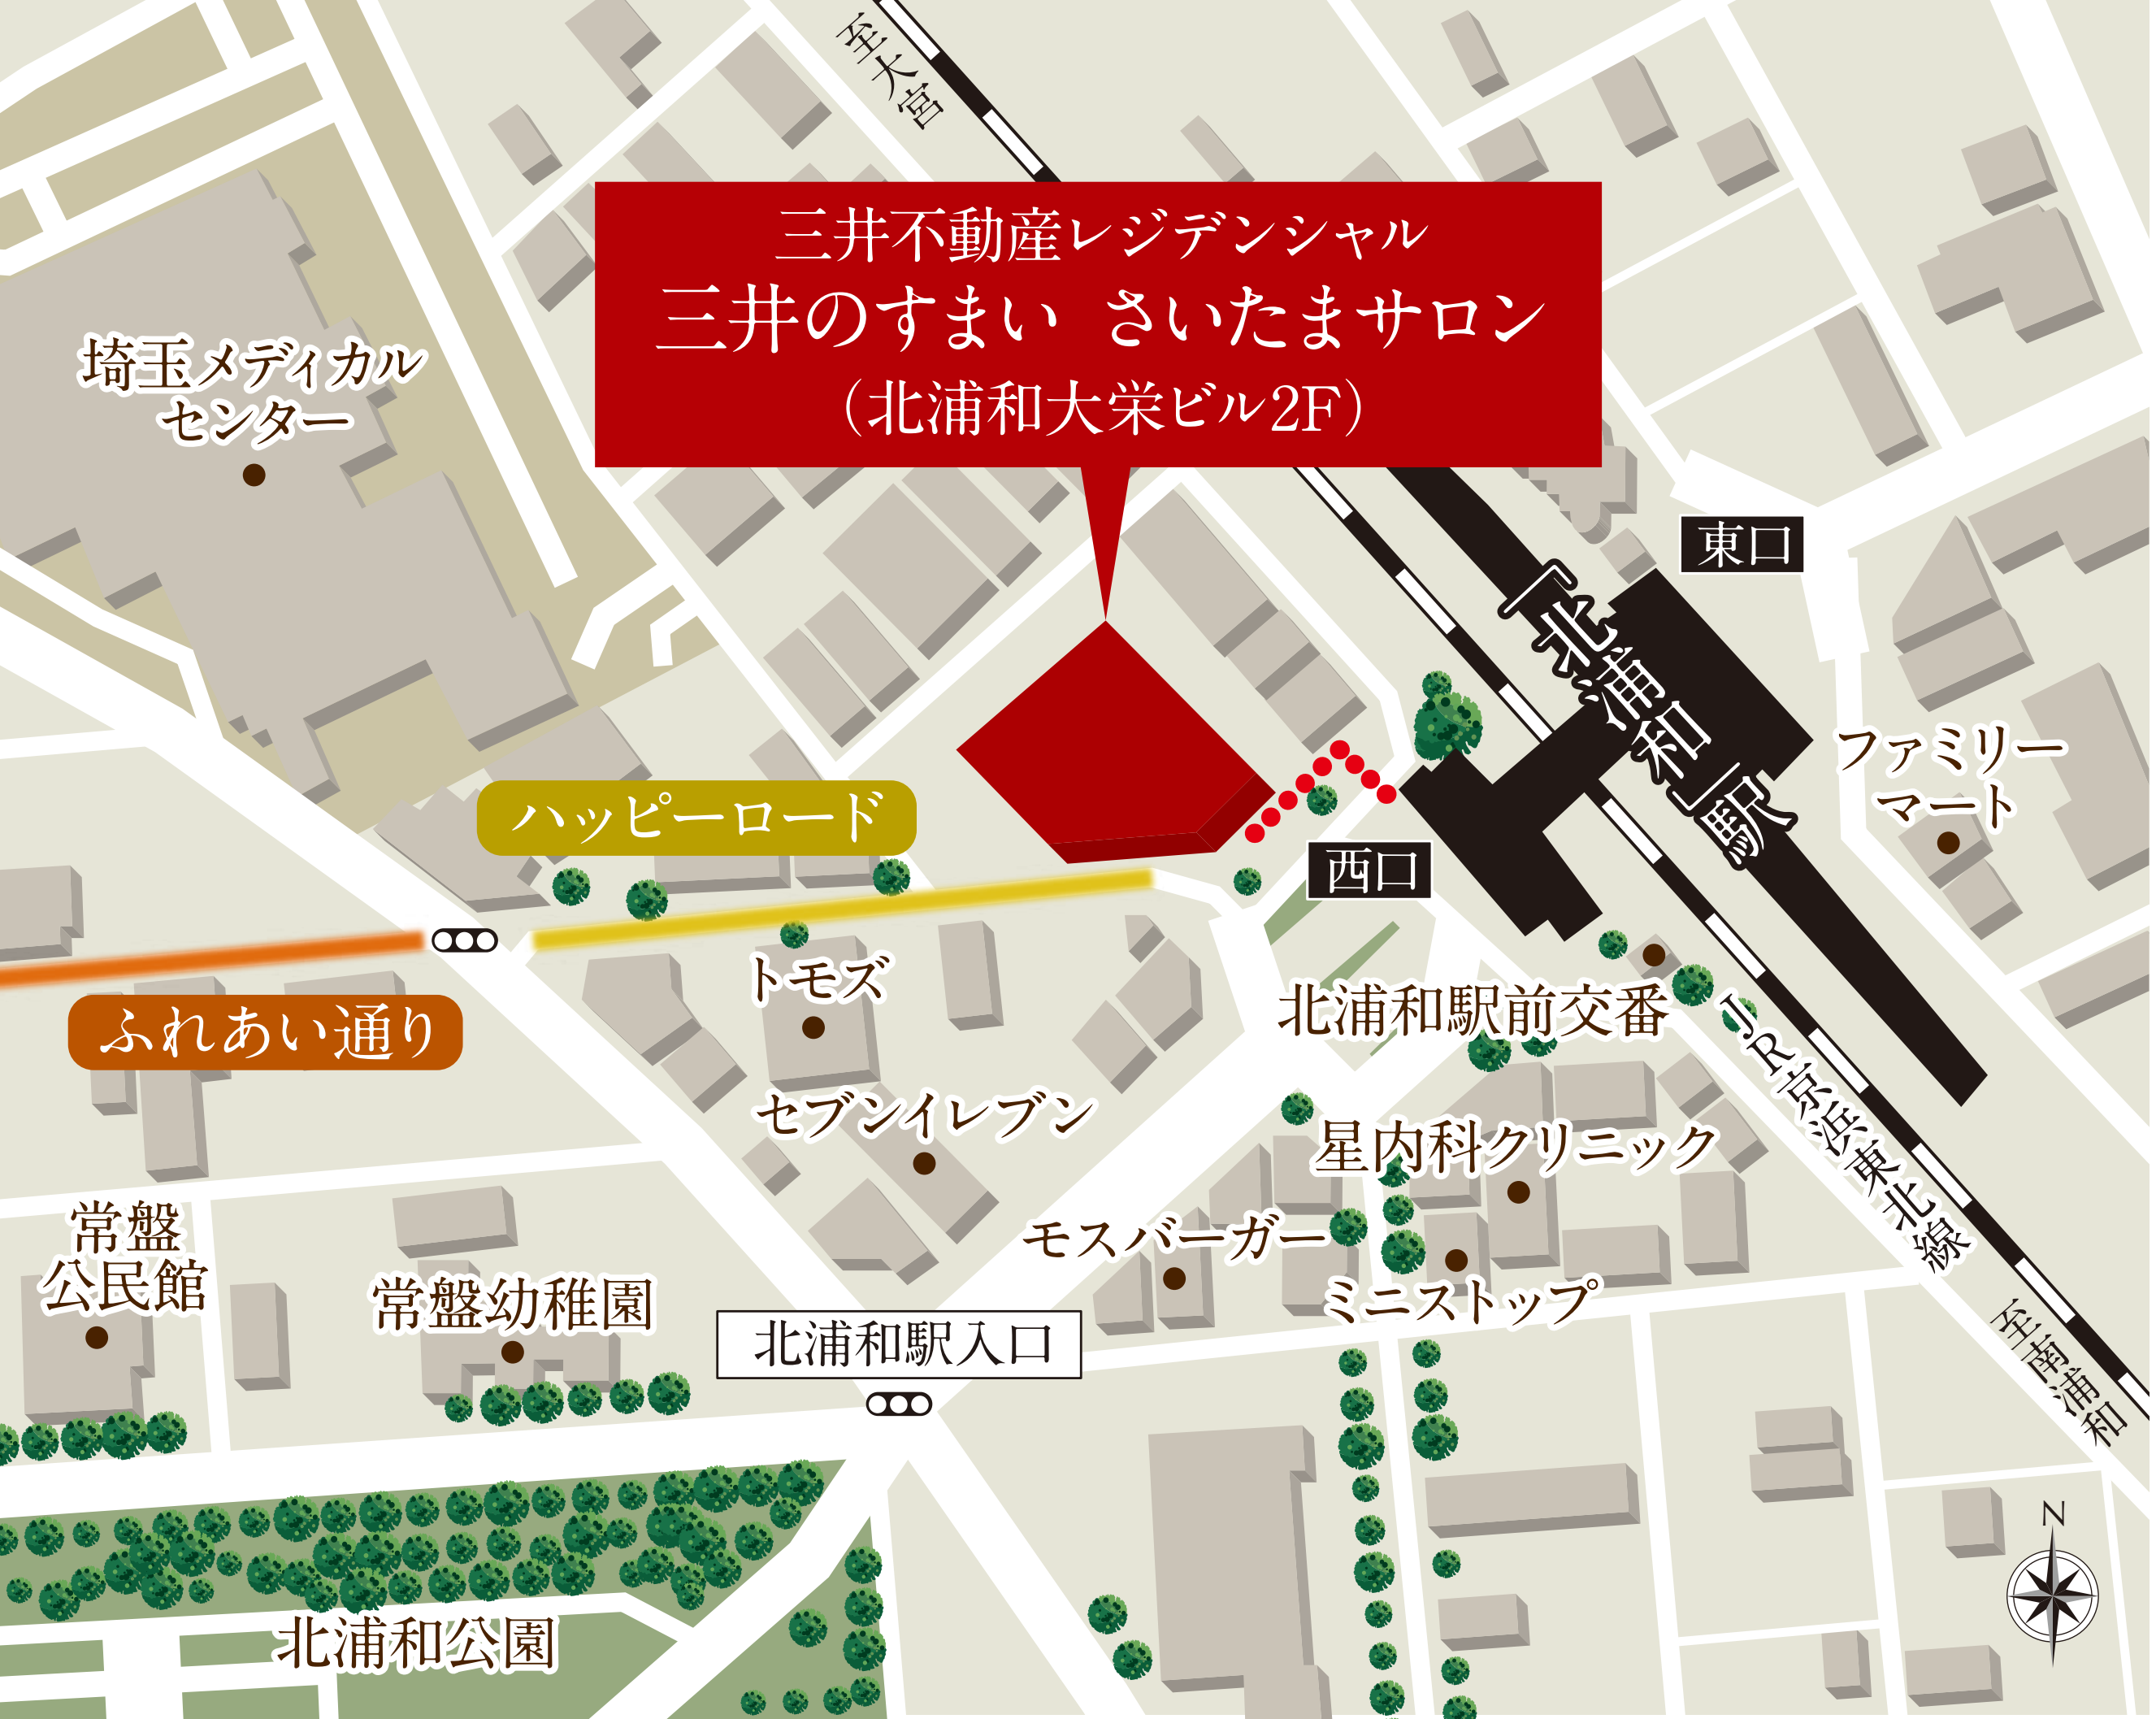 至大宮
三井不動産レジデンシャル
三井のすまい さいたまサロン
(北浦和大栄ビル2F)
埼玉メディカル
センター
東口
「北浦和」駅
ファミリー
マート
ハッピーロード
西口
トモズ
北浦和駅前交番
ふれあい通り
JR京浜東北線
セブンイレブン
星内科クリニック
常盤
公民館
モスバーガー
常盤幼稚園
ミニストップ
北浦和駅入口
至南浦和
N
北浦和公園